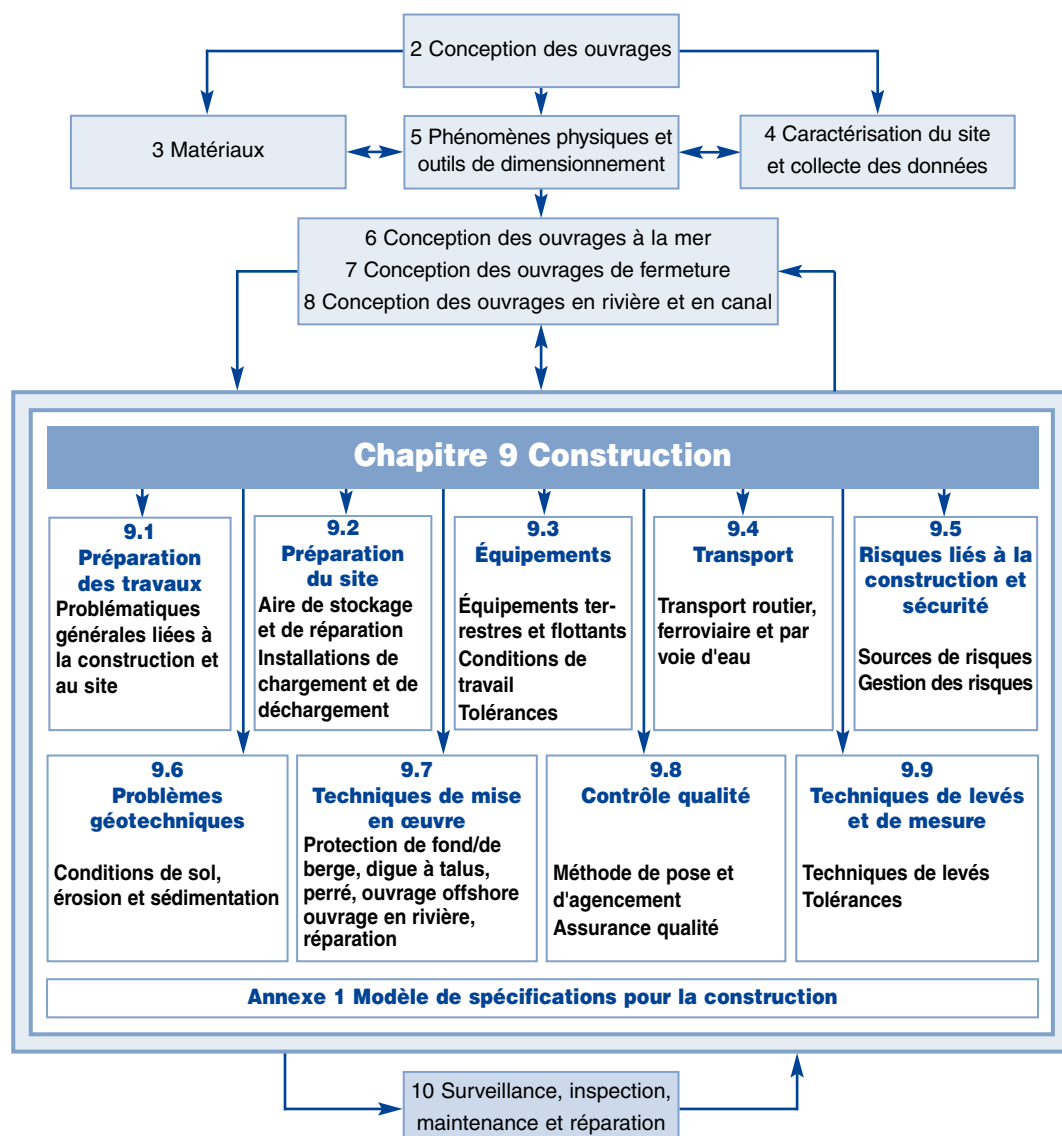 2 Conception des ouvrages
3 Matériaux
5 Phénomènes physiques et
outils de dimensionnement
4 Caractérisation du site
et collecte des données
6 Conception des ouvrages à la mer
7 Conception des ouvrages de fermeture
8 Conception des ouvrages en rivière et en canal
Chapitre 9 Construction
9.1
Préparation
des travaux
Problématiques
générales liées à
la construction et
au site
9.2
Préparation
du site
Aire de stockage
et de réparation
Installations de
chargement et de
déchargement
9.3
Équipements
Équipements ter-
restres et flottants
Conditions de
travail
Tolérances
9.4
Transport
Transport routier,
ferroviaire et par
voie d'eau
9.5
Risques liés à la
construction et
sécurité
Sources de risques
Gestion des risques
9.6
Problèmes
géotechniques
Conditions de sol,
érosion et sédimentation
9.7
Techniques de mise
en œuvre
Protection de fond/de
berge, digue à talus,
perré, ouvrage offshore
ouvrage en rivière,
réparation
9.8
Contrôle qualité
Méthode de pose et
d'agencement
Assurance qualité
9.9
Techniques de levés
et de mesure
Techniques de levés
Tolérances
Annexe 1 Modèle de spécifications pour la construction
10 Surveillance, inspection,
maintenance et réparation